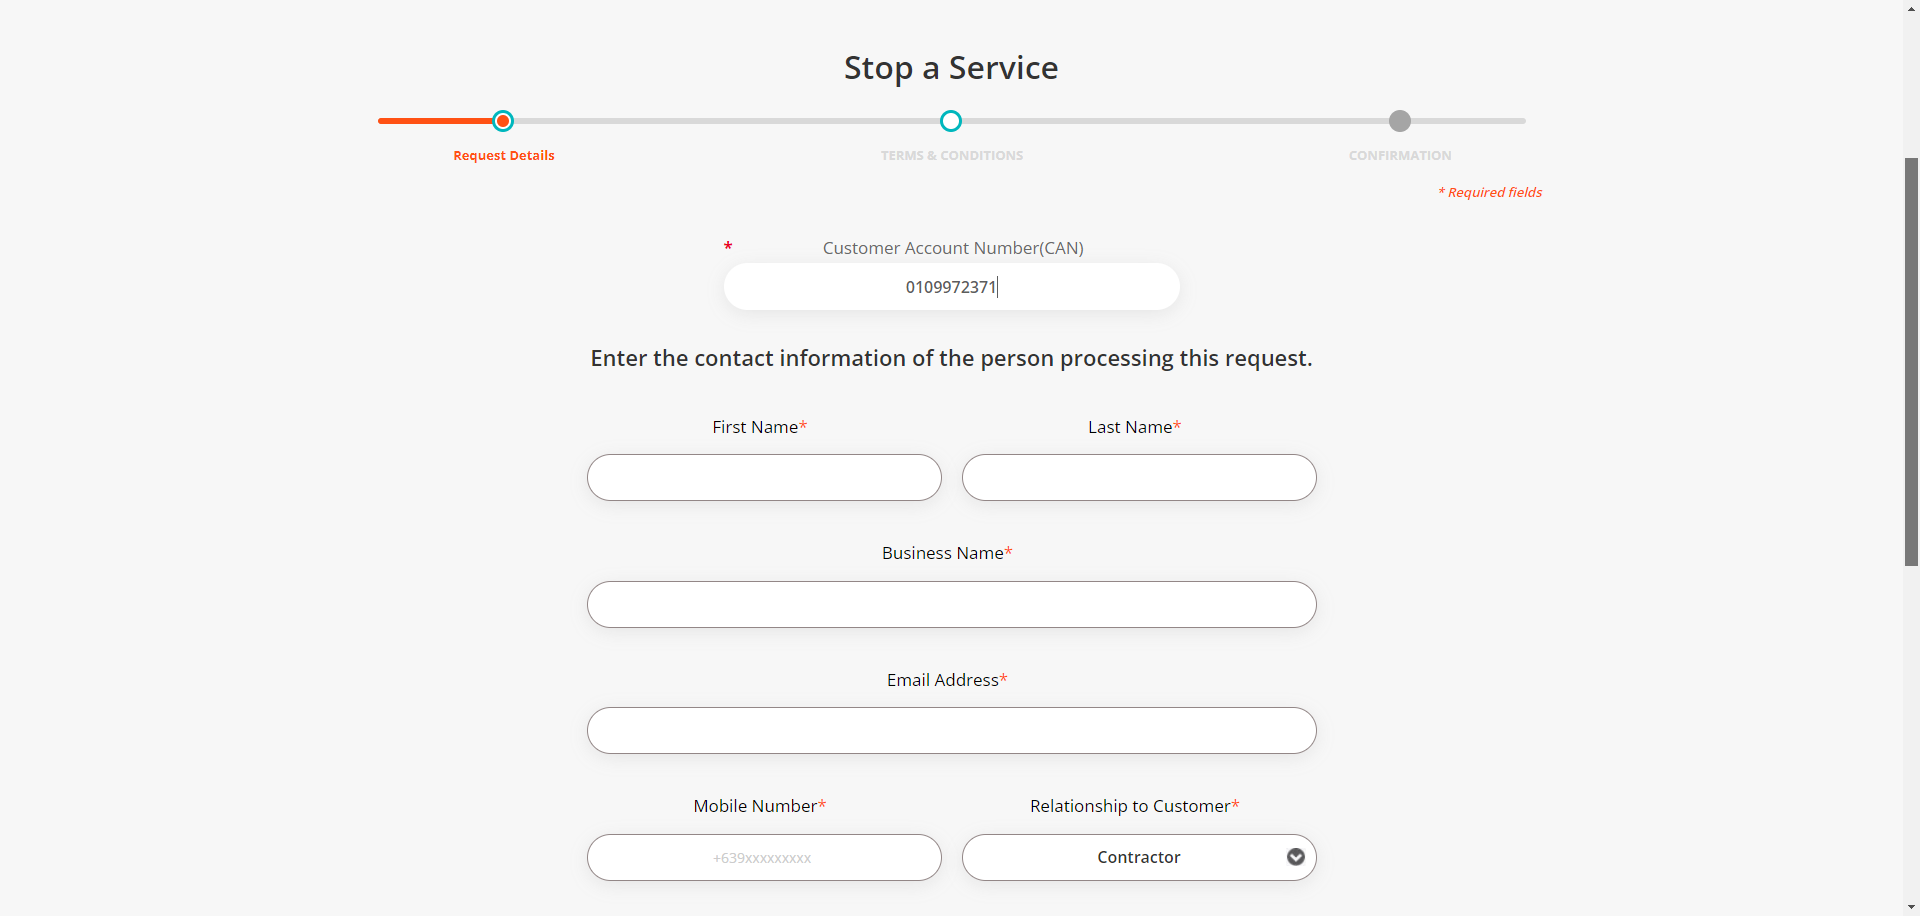 Stop a Service
Request Details
TERMS & CONDITIONS
CONFIRMATION
* Required fields
* Customer Account Number(CAN)
0109972371
Enter the contact information of the person processing this request.
First Name*
Last Name*
Business Name*
Email Address*
Mobile Number*
Relationship to Customer*
+639xxxxxxxxx
Contractor